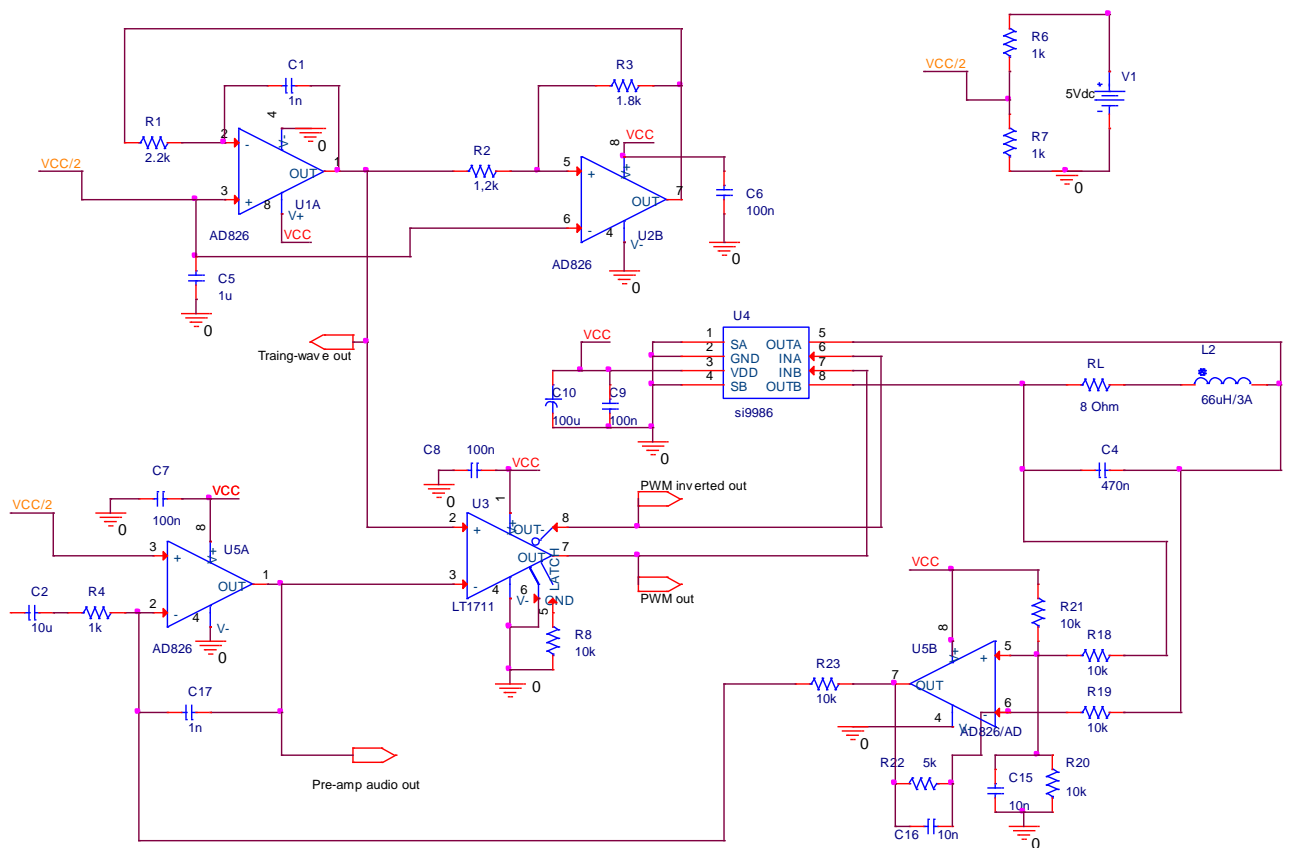 C1
1n
R1
2.2k
VCC/2
2
-
3
+
4
V-
0
OUT
1
8
U1A
V+
VCC
AD826
C5
1u
0
R2
1,2k
R3
1.8k
5
+
6
-
8
VCC
V+
OUT
7
U2B
4
V-
AD826
0
C6
100n
0
VCC/2
R6
1k
R7
1k
5Vdc
V1
0
Traing-wave out
U4
1
2
3
4
SA
GND
VDD
SB
OUTA
INA
INB
OUTB
5
6
7
8
si9986
VCC
C10
100u
C9
100n
0
RL
8 Ohm
L2
66uH/3A
C4
470n
C7
100n
0
VCC
VCC/2
3
+
2
-
8
V+
U5A
OUT
1
4
V-
AD826
0
C2
10u
R4
1k
C17
1n
Pre-amp audio out
C8
100n
0
VCC
U3
1
V+
2
+
3
-
OUT-
8
OUT
7
LATCH
GND
4
V-
6
5
LT1711
R8
10k
0
PWM inverted out
PWM out
VCC
R21
10k
8
V+
U5B
+
5
-
6
7
OUT
4
V-
AD826/AD
0
R18
10k
R19
10k
R23
10k
R22
5k
C16
10n
C15
10n
R20
10k
0